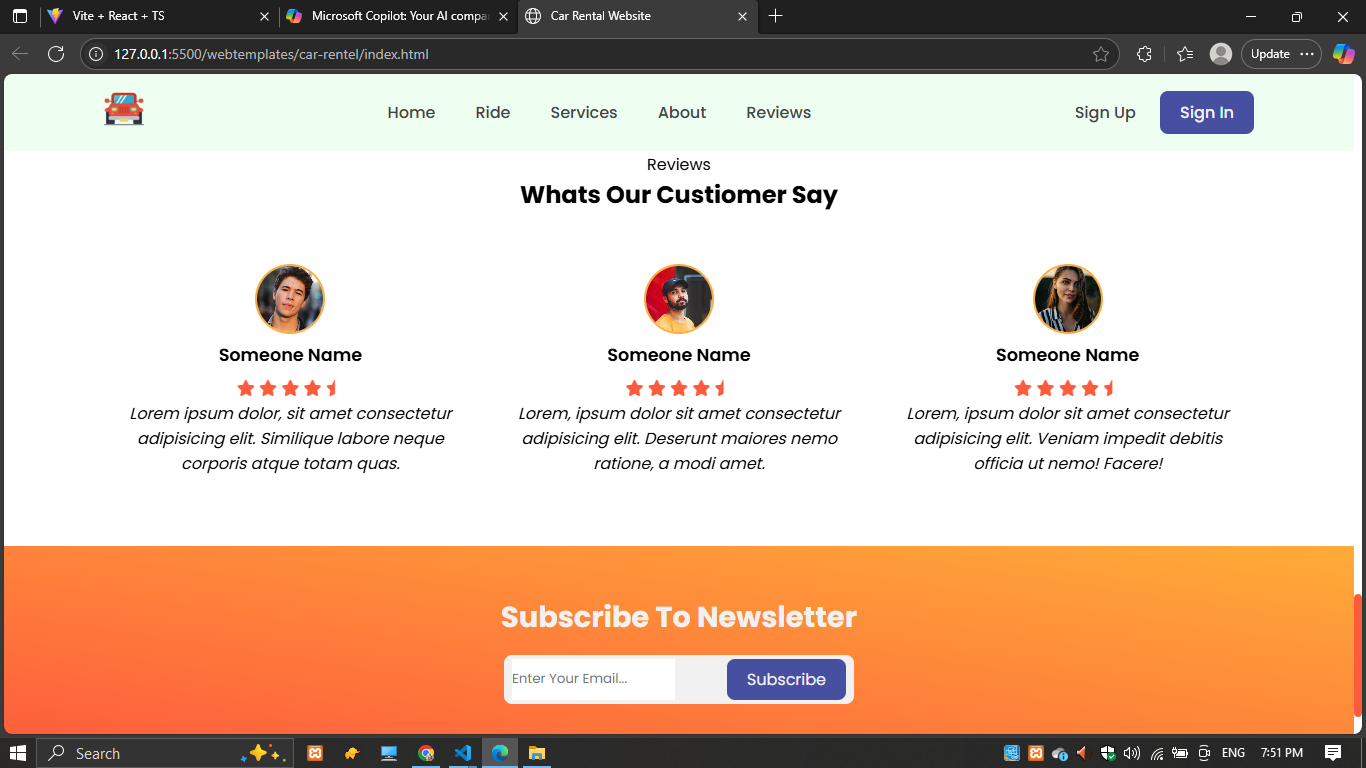 Vite + React + TS
Microsoft Copilot: Your AI compa
Car Rental Website
127.0.0.1:5500/webtemplates/car-rentel/index.html
Update
Home Ride Services About Reviews Sign Up Sign In
Reviews
Whats Our Custiomer Say
Someone Name
Lorem ipsum dolor, sit amet consectetur
adipisicing elit. Similique labore neque
corporis atque totam quas.
Someone Name
Lorem, ipsum dolor sit amet consectetur
adipisicing elit. Deserunt maiores nemo
ratione, a modi amet.
Someone Name
Lorem, ipsum dolor sit amet consectetur
adipisicing elit. Veniam impedit debitis
officia ut nemo! Facere!
Subscribe To Newsletter
Enter Your Email...
Subscribe
Search
ENG
7:51 PM